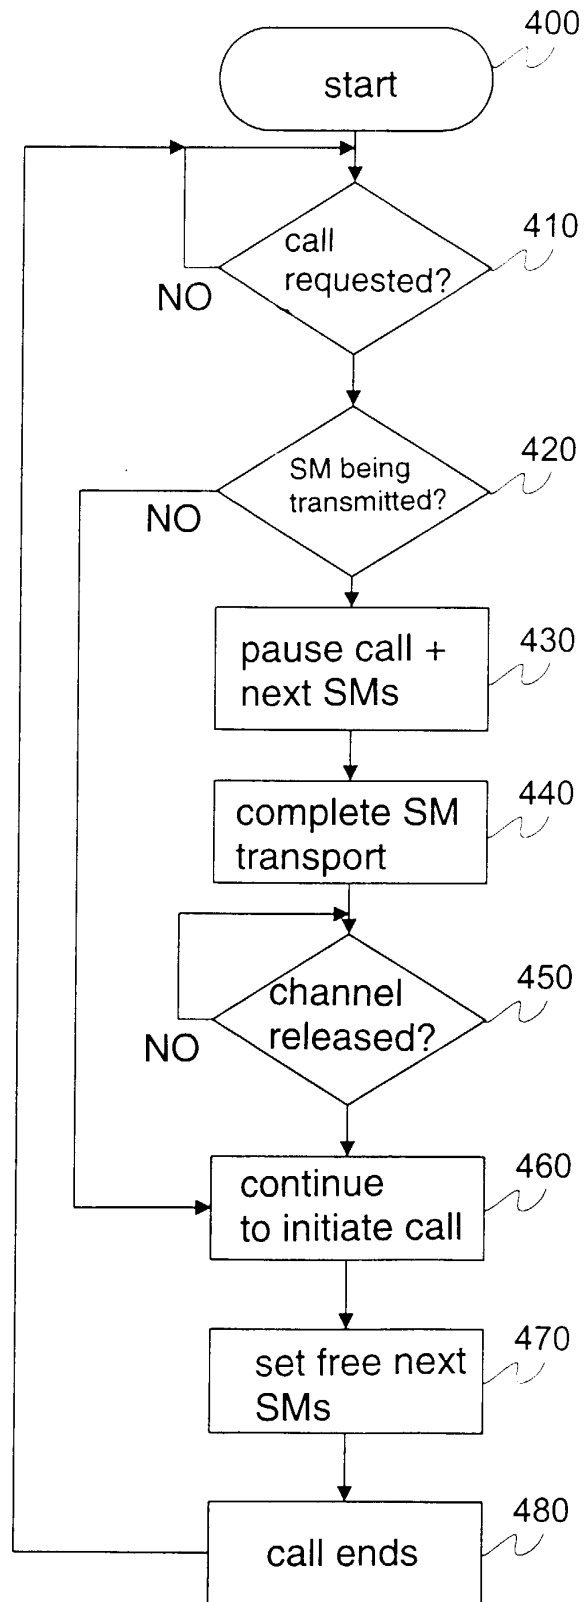 400
start
410
call
requested?
NO
420
SM being
transmitted?
NO
430
pause call +
next SMs
440
complete SM
transport
450
channel
released?
NO
460
continue
to initiate call
470
set free next
SMs
480
call ends